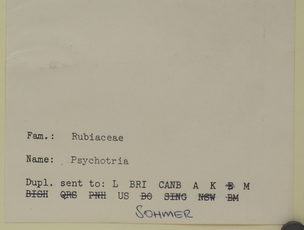 Fam.: Rubiaceae
Name: Psychotria
Dupl. sent to: L BRI CANB A K E M
BISH QRS PNH US BO SING NSW BM
SOHMER